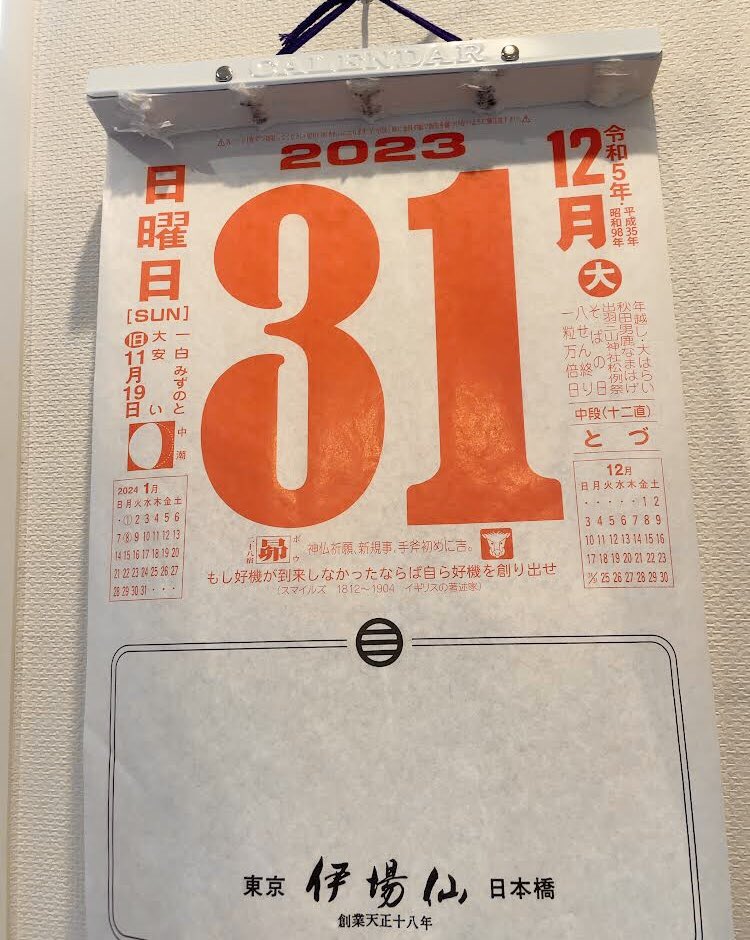 CALENDAR
2023
12月
令和5年・平成35年 昭和98年
大
日曜日
[SUN]
31
旧11月19日
大安
一白 みずのと い
中潮
年越し・大はらい
秋田男鹿なまはげ
出羽三山神社松例祭
そばの日
八せん終り
一粒万倍日
中段(十二直)
とづ
2024 1月
日月火水木金土
・①2 3 4 5 6
7 ⑧ 9 10 11 12 13
14 15 16 17 18 19 20
21 22 23 24 25 26 27
28 29 30 31・・・
12月
日月火水木金土
・・・・・1 2
3 4 5 6 7 8 9
10 11 12 13 14 15 16
17 18 19 20 21 22 23
24/31 25 26 27 28 29 30
二十八宿 昴 ボウ 神仏祈願、新規事、手斧初めに吉。
もし好機が到来しなかったならば自ら好機を創り出せ
(スマイルズ 1812〜1904 イギリスの著述家)
東京 伊場仙 日本橋
創業天正十八年